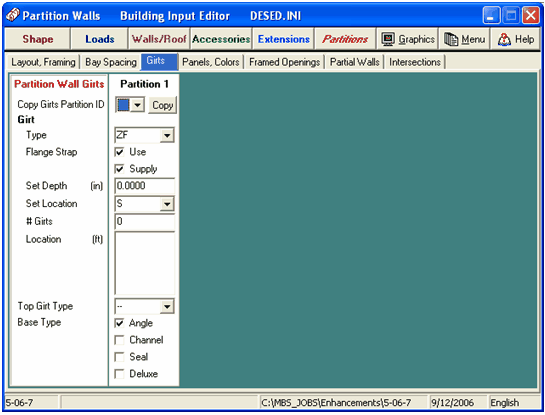 Partition Walls Building Input Editor DESED.INI
Shape Loads Walls/Roof Accessories Extensions Partitions Graphics Menu Help
Layout, Framing Bay Spacing Girts Panels, Colors Framed Openings Partial Walls Intersections
Partition Wall Girts Partition 1
Copy Girts Partition ID Copy
Girt
Type ZF
Flange Strap Use
Supply
Set Depth (in) 0.0000
Set Location S
# Girts 0
Location (ft)
Top Girt Type --
Base Type Angle
Channel
Seal
Deluxe
5-06-7 C:\MBS_JOBS\Enhancements\5-06-7 9/12/2006 English